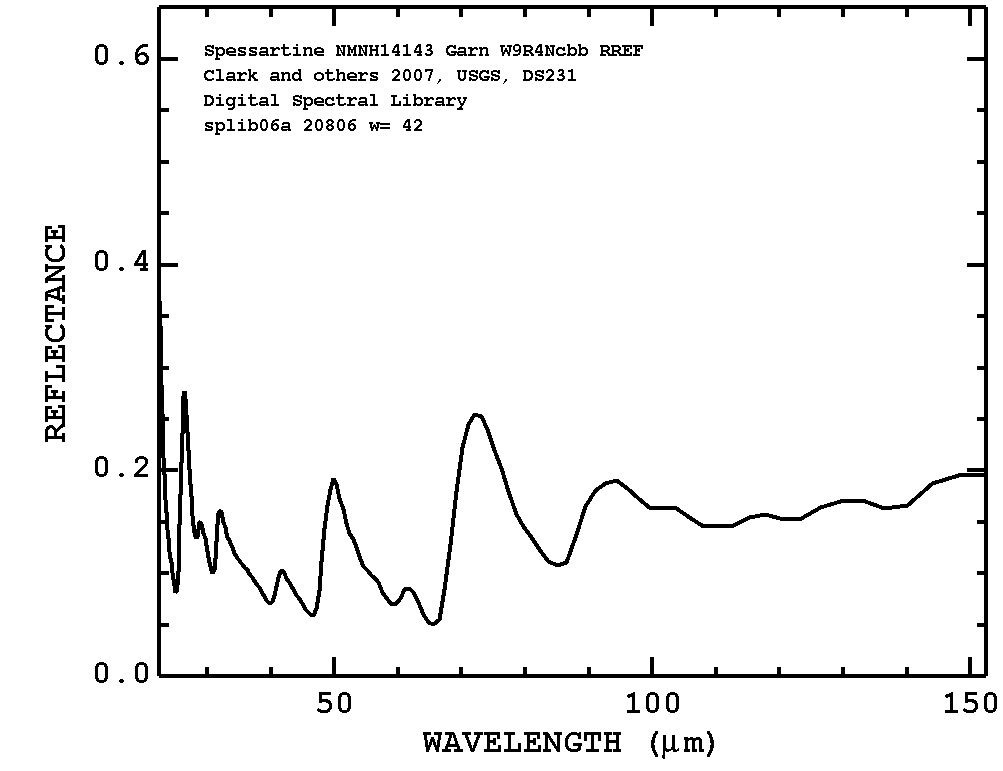 Spessartine NMNH14143 Garn W9R4Ncbb RREF
Clark and others 2007, USGS, DS231
Digital Spectral Library
splib06a 20806 w= 42
0.6
0.4
0.2
0.0
REFLECTANCE
50
100
150
WAVELENGTH (μm)